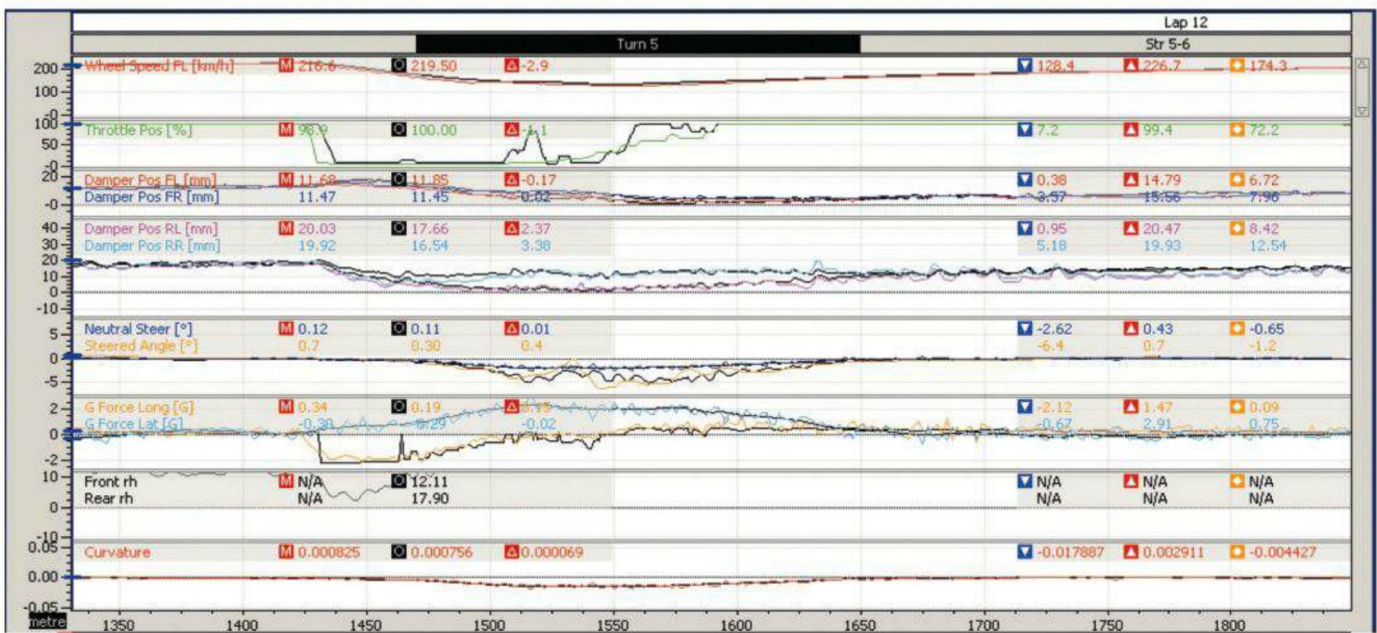 Lap 12
Turn 5 Str 5-6
200 Wheel Speed FL [km/h] M 216.6 O 219.50 Δ -2.9 128.4 226.7 174.3
100
-0
100 Throttle Pos [%] M 98.9 O 100.00 Δ -1.1 7.2 99.4 72.2
50
-0
20 Damper Pos FL [mm] M 11.68 O 11.85 Δ -0.17 0.38 14.79 6.72
Damper Pos FR [mm] 11.47 11.45 0.02 -3.57 15.56 7.96
-0
40 Damper Pos RL [mm] M 20.03 O 17.66 Δ 2.37 0.95 20.47 8.42
30 Damper Pos RR [mm] 19.92 16.54 3.38 5.18 19.93 12.54
20
10
0
-10
5 Neutral Steer [°] M 0.12 O 0.11 Δ 0.01 -2.62 0.43 -0.65
Steered Angle [°] 0.7 0.30 0.4 -6.4 0.7 -1.2
0
-5
2 G Force Long [G] M 0.34 O 0.19 Δ 0.15 -2.12 1.47 0.09
G Force Lat [G] -0.30 -0.29 -0.02 -0.67 2.91 0.75
0
-2
10 Front rh M N/A O 12.11 N/A N/A N/A
Rear rh N/A 17.90 N/A N/A N/A
0
-10
0.05 Curvature M 0.000825 O 0.000756 Δ 0.000069 -0.017887 0.002911 -0.004427
0.00
-0.05
metre 1350 1400 1450 1500 1550 1600 1650 1700 1750 1800